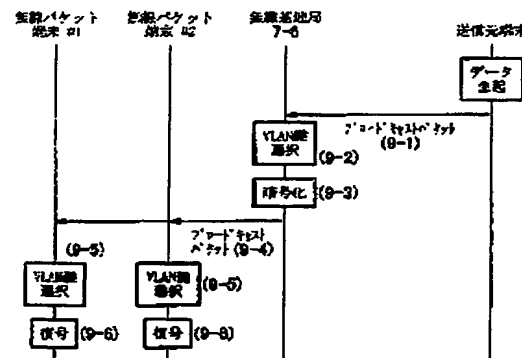 無線パケット
端末 #1
無線パケット
端末 #2
無線基地局
7-6
送信元端末
データ
生起
ブロードキャストパケット
(9-1)
VLAN鍵
選択
(9-2)
暗号化
(9-3)
ブロードキャスト
パケット (9-4)
(9-5)
VLAN鍵
選択
VLAN鍵
選択
(9-5)
復号
(9-6)
復号
(9-6)